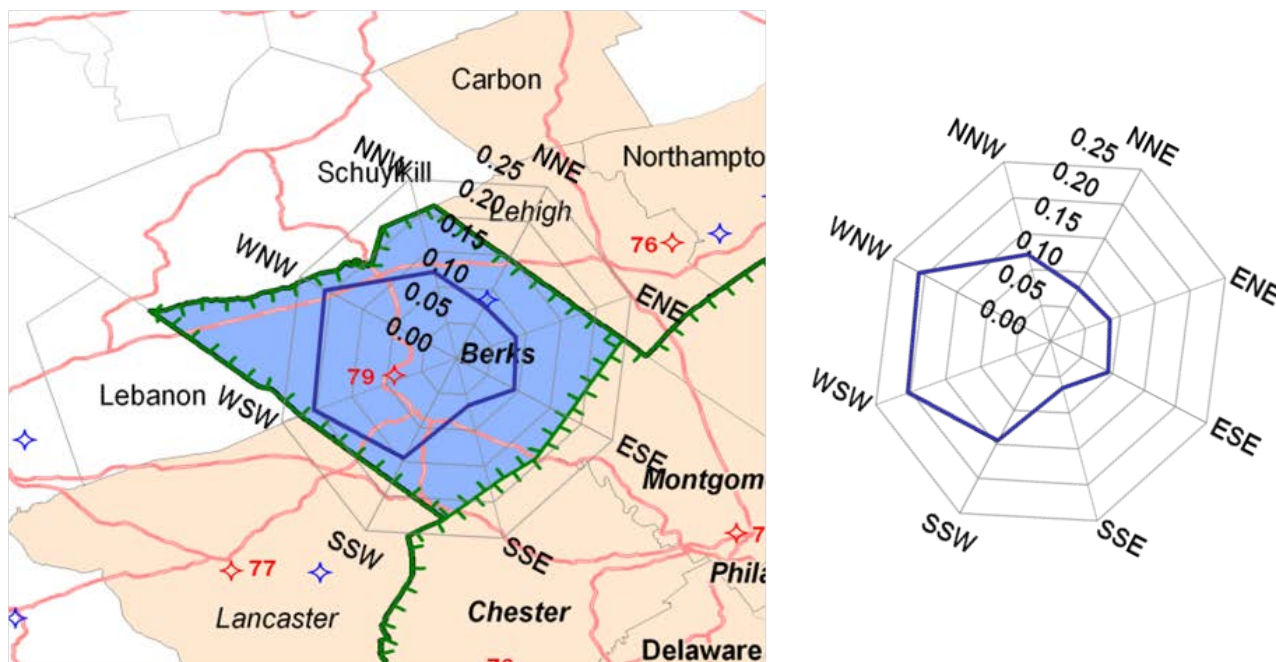 Carbon
NNW
0.25
NNE
Northampto
Schuylkill
0.20
Lehigh
0.15
76
WNW
0.10
ENE
0.05
0.00
Berks
79
Lebanon
WSW
ESE
Montgom
SSW
SSE
7
77
Phila
Lancaster
Chester
Delaware
NNW
0.25
NNE
0.20
0.15
WNW
0.10
ENE
0.05
0.00
WSW
ESE
SSW
SSE